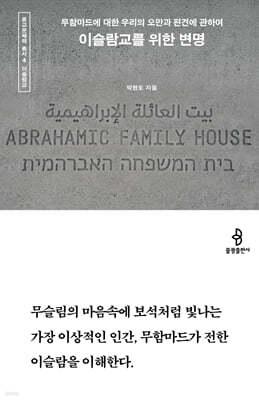 무함마드에 대한 우리의 오만과 편견에 관하여
이슬람교를 위한 변명
종교문해력 총서 4 이슬람교
박현도 지음
بيت العائلة الإبراهيمية
ABRAHAMIC FAMILY HOUSE
בית המשפחה האברהמית
불광출판사
무슬림의 마음속에 보석처럼 빛나는
가장 이상적인 인간, 무함마드가 전한
이슬람을 이해한다.